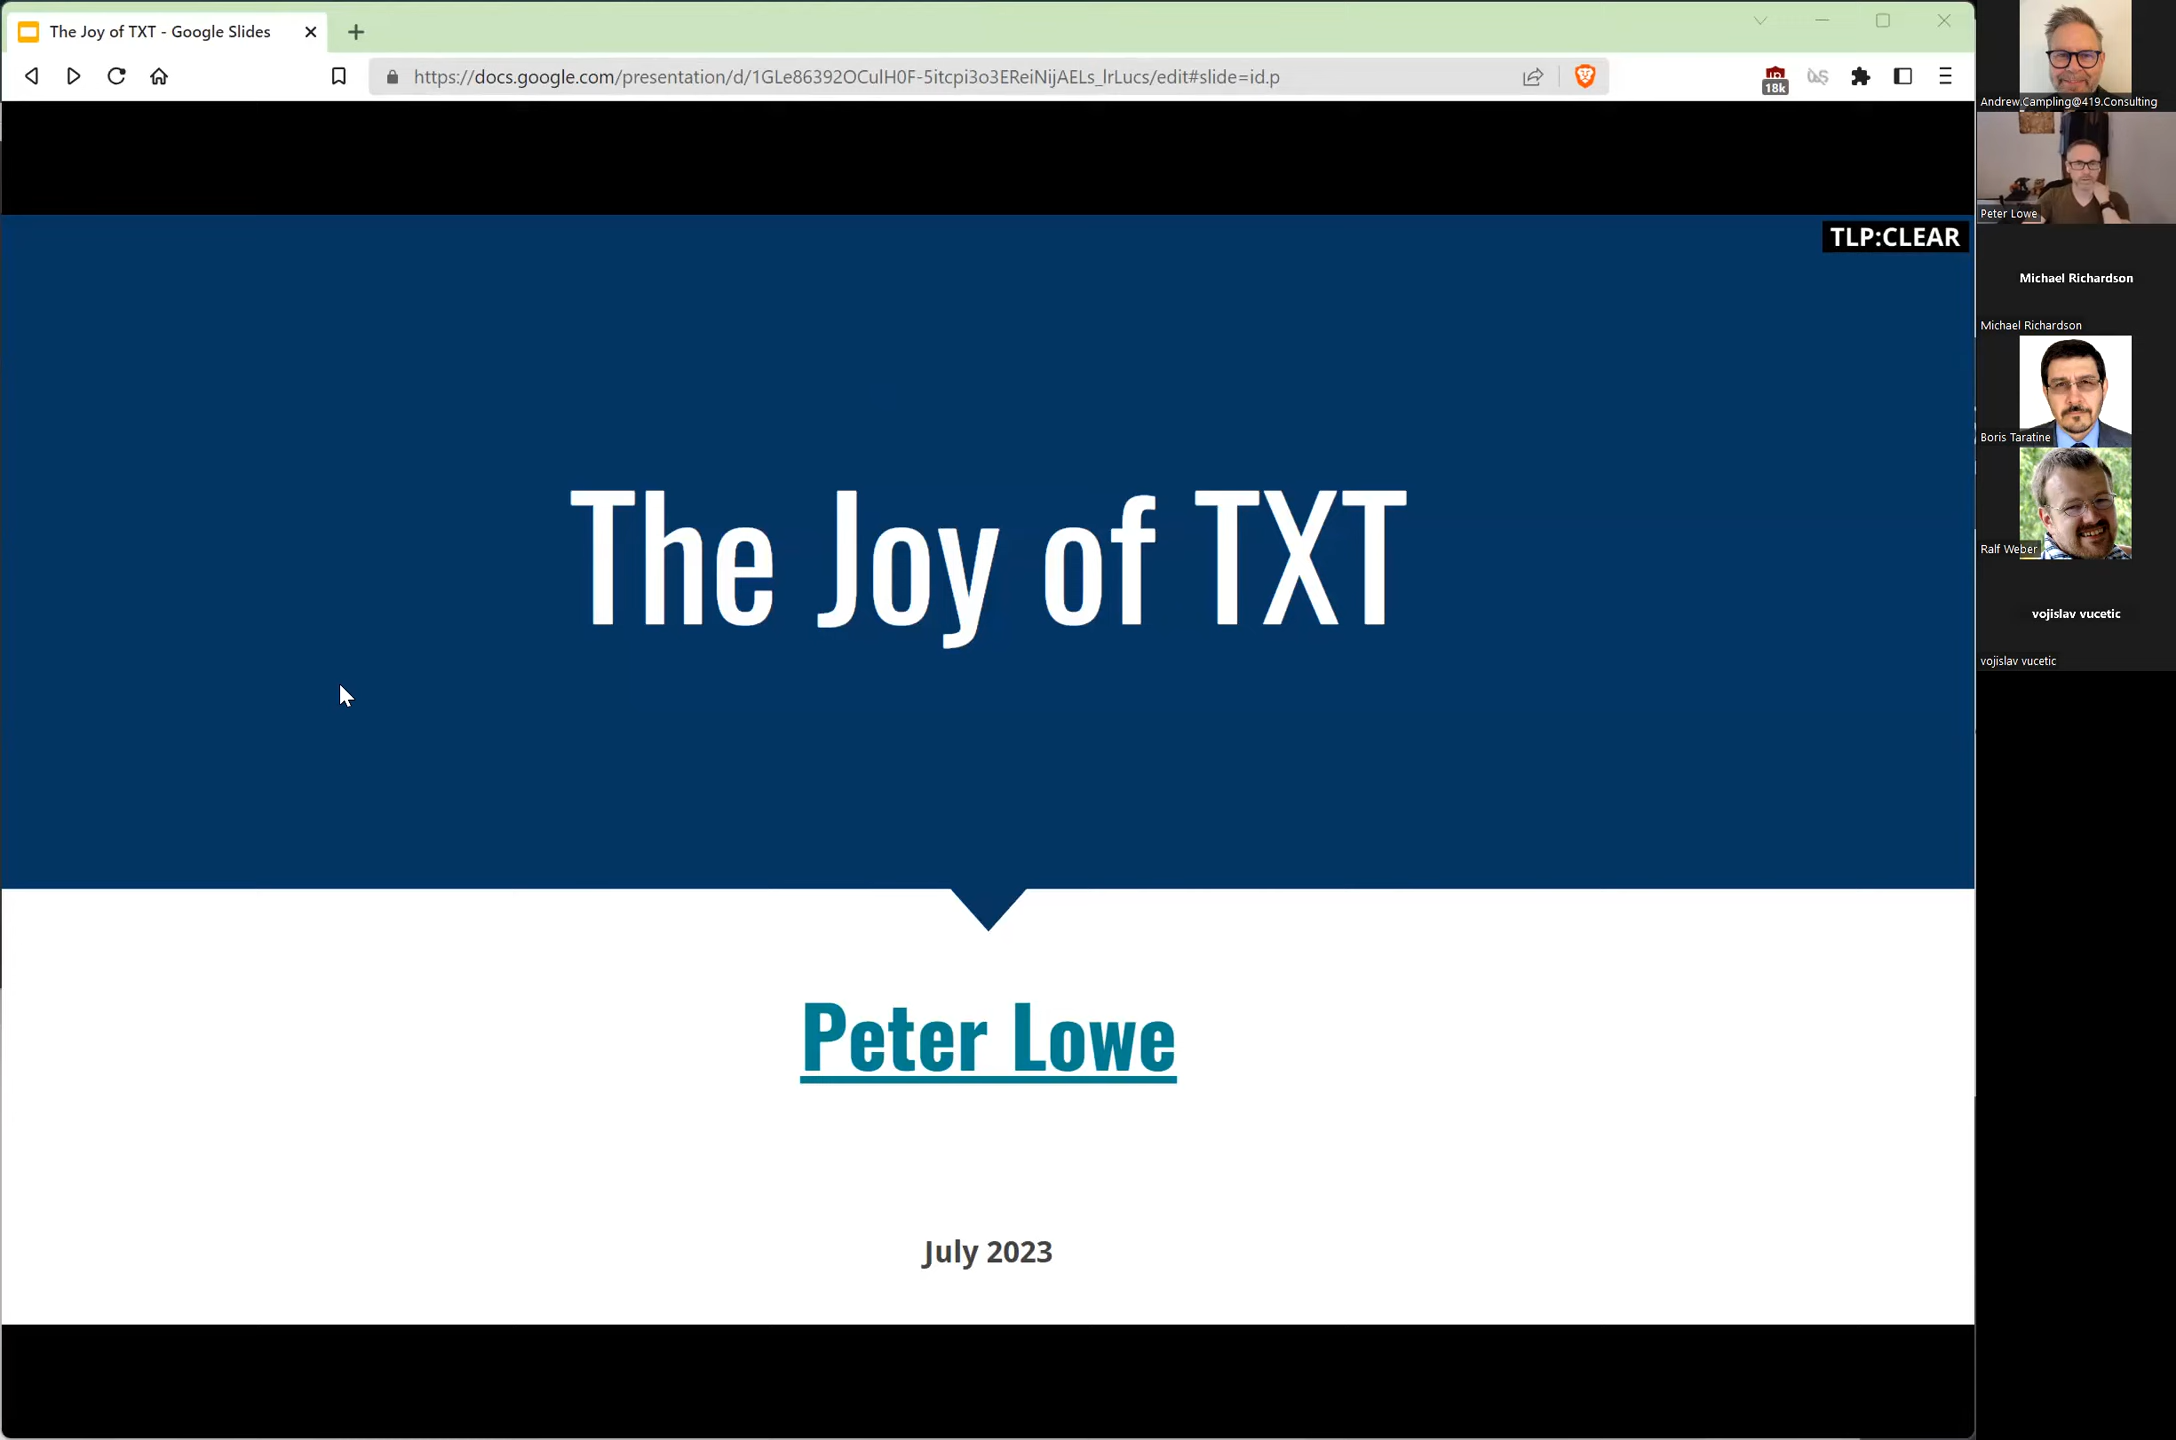 The Joy of TXT - Google Slides
https://docs.google.com/presentation/d/1GLe86392OCulH0F-5itcpi3o3EReiNijAELs_lrLucs/edit#slide=id.p
18k
TLP:CLEAR
The Joy of TXT
Peter Lowe
July 2023
Andrew.Campling@419.Consulting
Peter Lowe
Michael Richardson
Michael Richardson
Boris Taratine
Ralf Weber
vojislav vucetic
vojislav vucetic